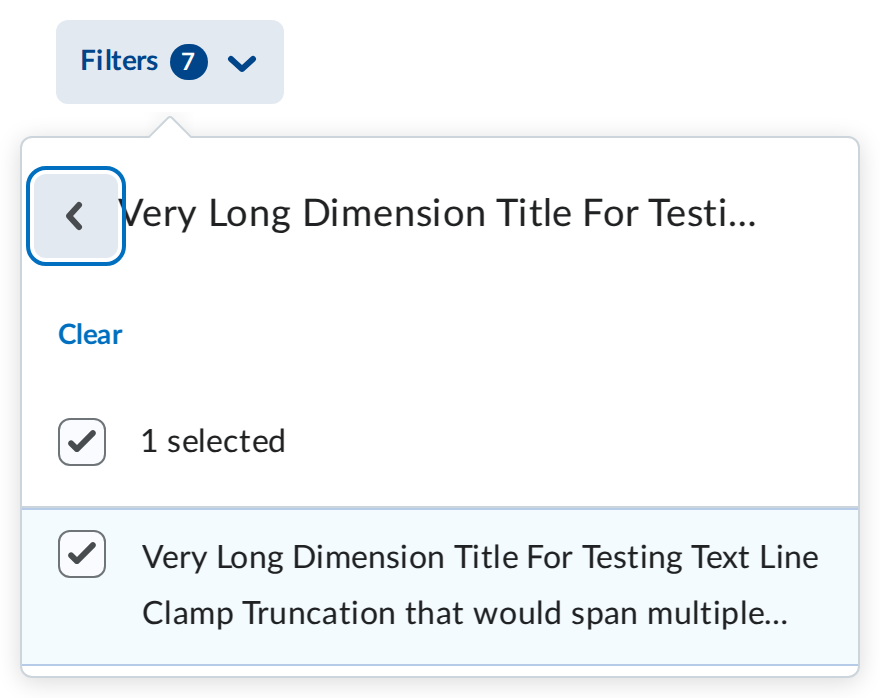 Filters 7
Very Long Dimension Title For Testi...
Clear
1 selected
Very Long Dimension Title For Testing Text Line
Clamp Truncation that would span multiple...